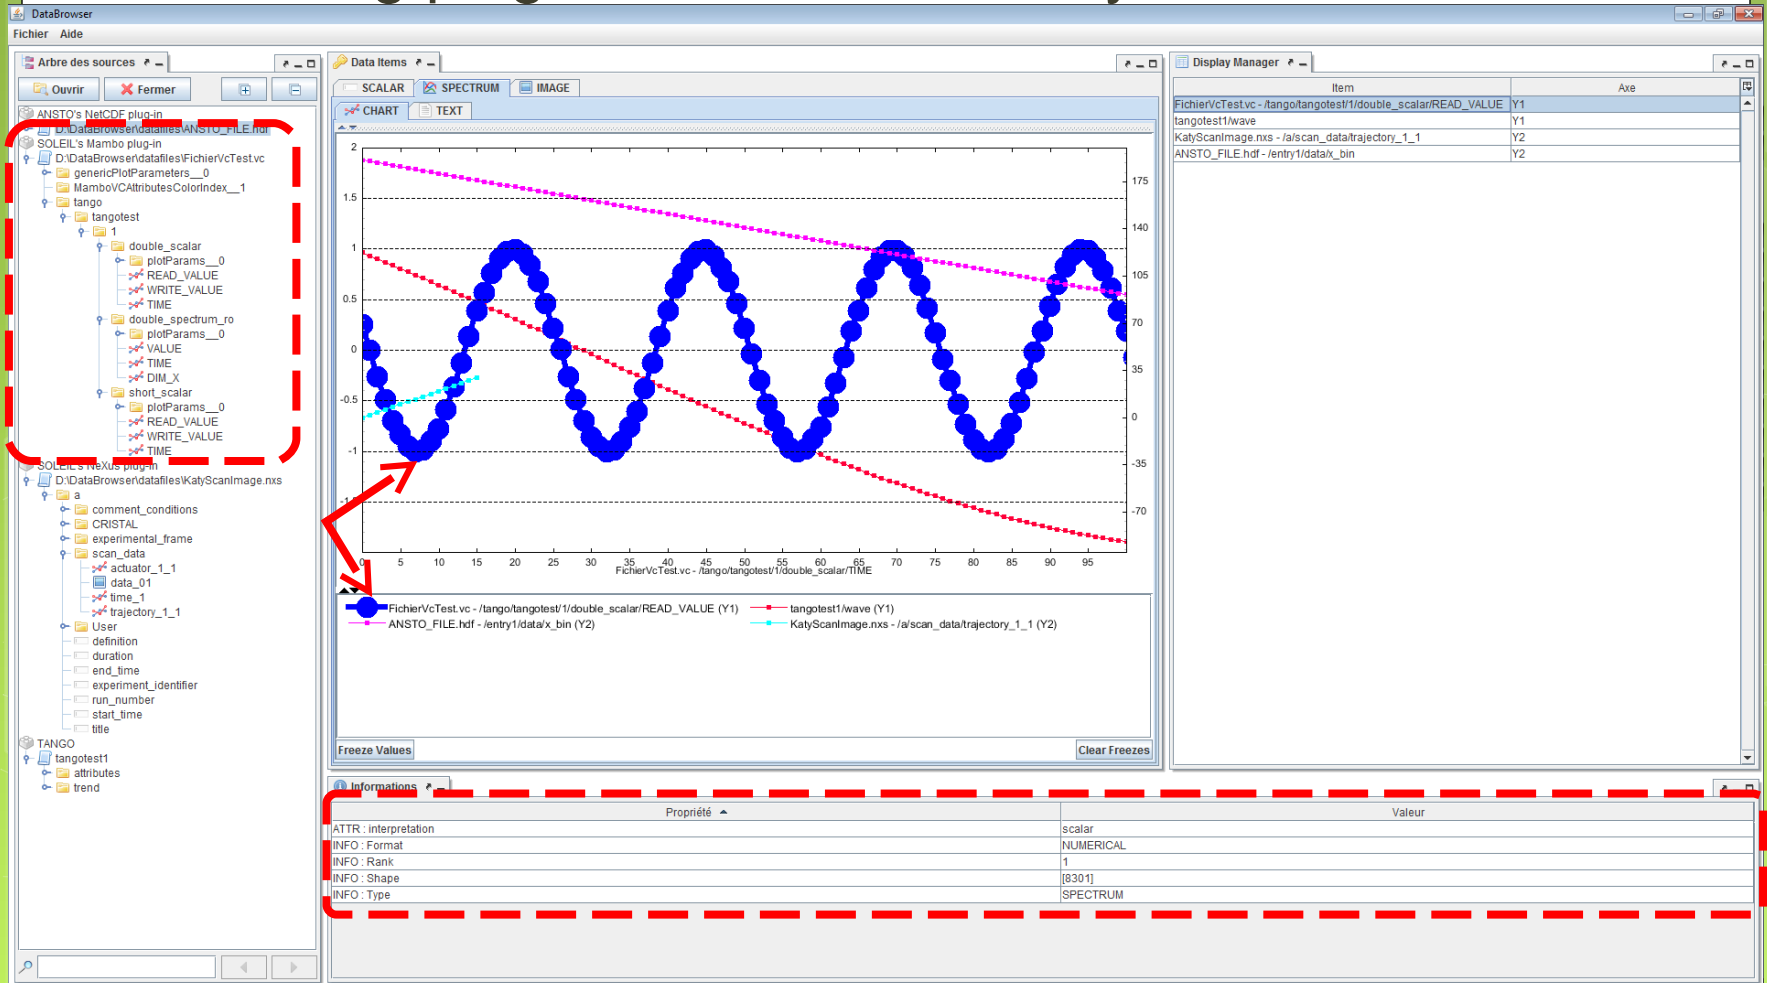 DataBrowser
Fichier Aide
Arbre des sources
Ouvrir
Fermer
ANSTO's NetCDF plug-in
D:\DataBrowser\datafiles\ANSTO_FILE.hdf
SOLEIL's Mambo plug-in
D:\DataBrowser\datafiles\FichierVcTest.vc
genericPlotParameters__0
MamboVCAttributesColorIndex__1
tango
tangotest
1
double_scalar
plotParams__0
READ_VALUE
WRITE_VALUE
TIME
double_spectrum_ro
plotParams__0
VALUE
TIME
DIM_X
short_scalar
plotParams__0
READ_VALUE
WRITE_VALUE
TIME
SOLEIL's NeXus plug-in
D:\DataBrowser\datafiles\KatyScanImage.nxs
a
comment_conditions
CRISTAL
experimental_frame
scan_data
actuator_1_1
data_01
time_1
trajectory_1_1
User
definition
duration
end_time
experiment_identifier
run_number
start_time
title
TANGO
tangotest1
attributes
trend
Data Items
SCALAR
SPECTRUM
IMAGE
CHART
TEXT
2
1.5
1
0.5
0
-0.5
-1
175
140
105
70
35
0
-35
-70
5 10 15 20 25 30 35 40 45 50 55 60 65 70 75 80 85 90 95
FichierVcTest.vc - /tango/tangotest/1/double_scalar/TIME
FichierVcTest.vc - /tango/tangotest/1/double_scalar/READ_VALUE (Y1)
tangotest1/wave (Y1)
ANSTO_FILE.hdf - /entry1/data/x_bin (Y2)
KatyScanImage.nxs - /a/scan_data/trajectory_1_1 (Y2)
Freeze Values
Clear Freezes
Display Manager
Item Axe
FichierVcTest.vc - /tango/tangotest/1/double_scalar/READ_VALUE Y1
tangotest1/wave Y1
KatyScanImage.nxs - /a/scan_data/trajectory_1_1 Y2
ANSTO_FILE.hdf - /entry1/data/x_bin Y2
Informations
Propriété Valeur
ATTR : interpretation scalar
INFO : Format NUMERICAL
INFO : Rank 1
INFO : Shape [8301]
INFO : Type SPECTRUM